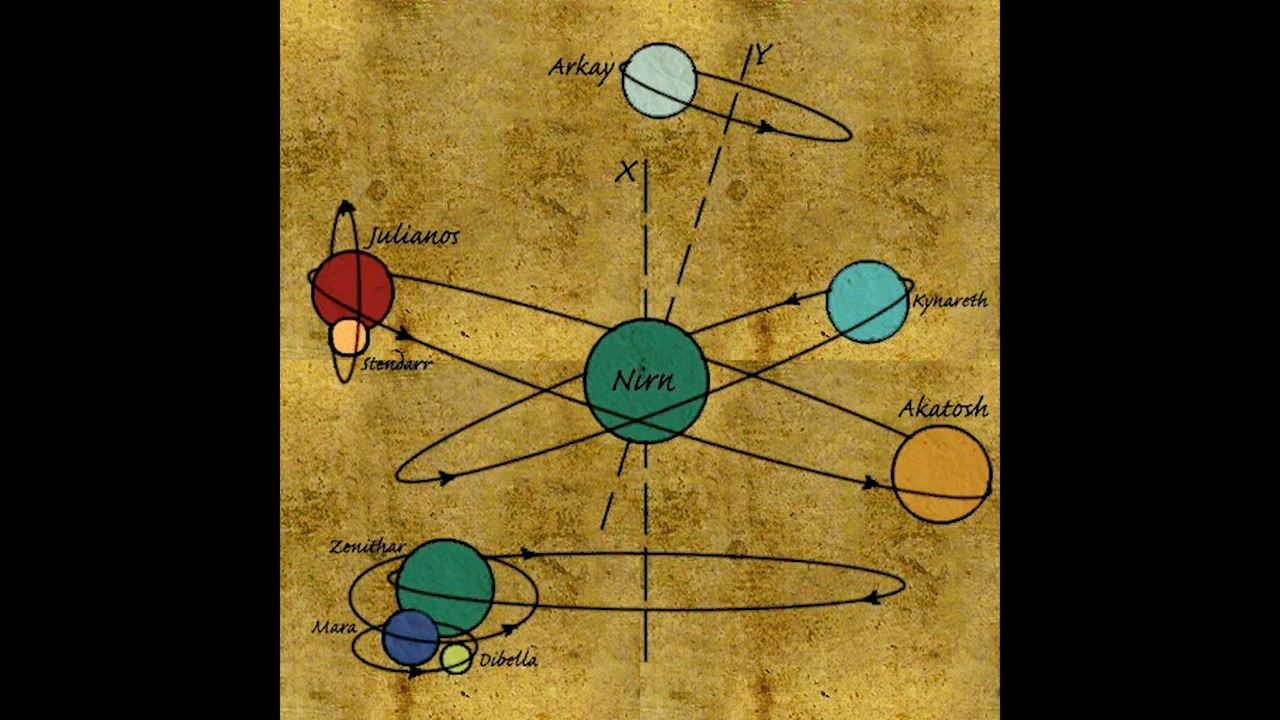 Arkay
Y
X
Julianos
Kynareth
Stendarr
Nirn
Akatosh
Zenithar
Mara
Dibella